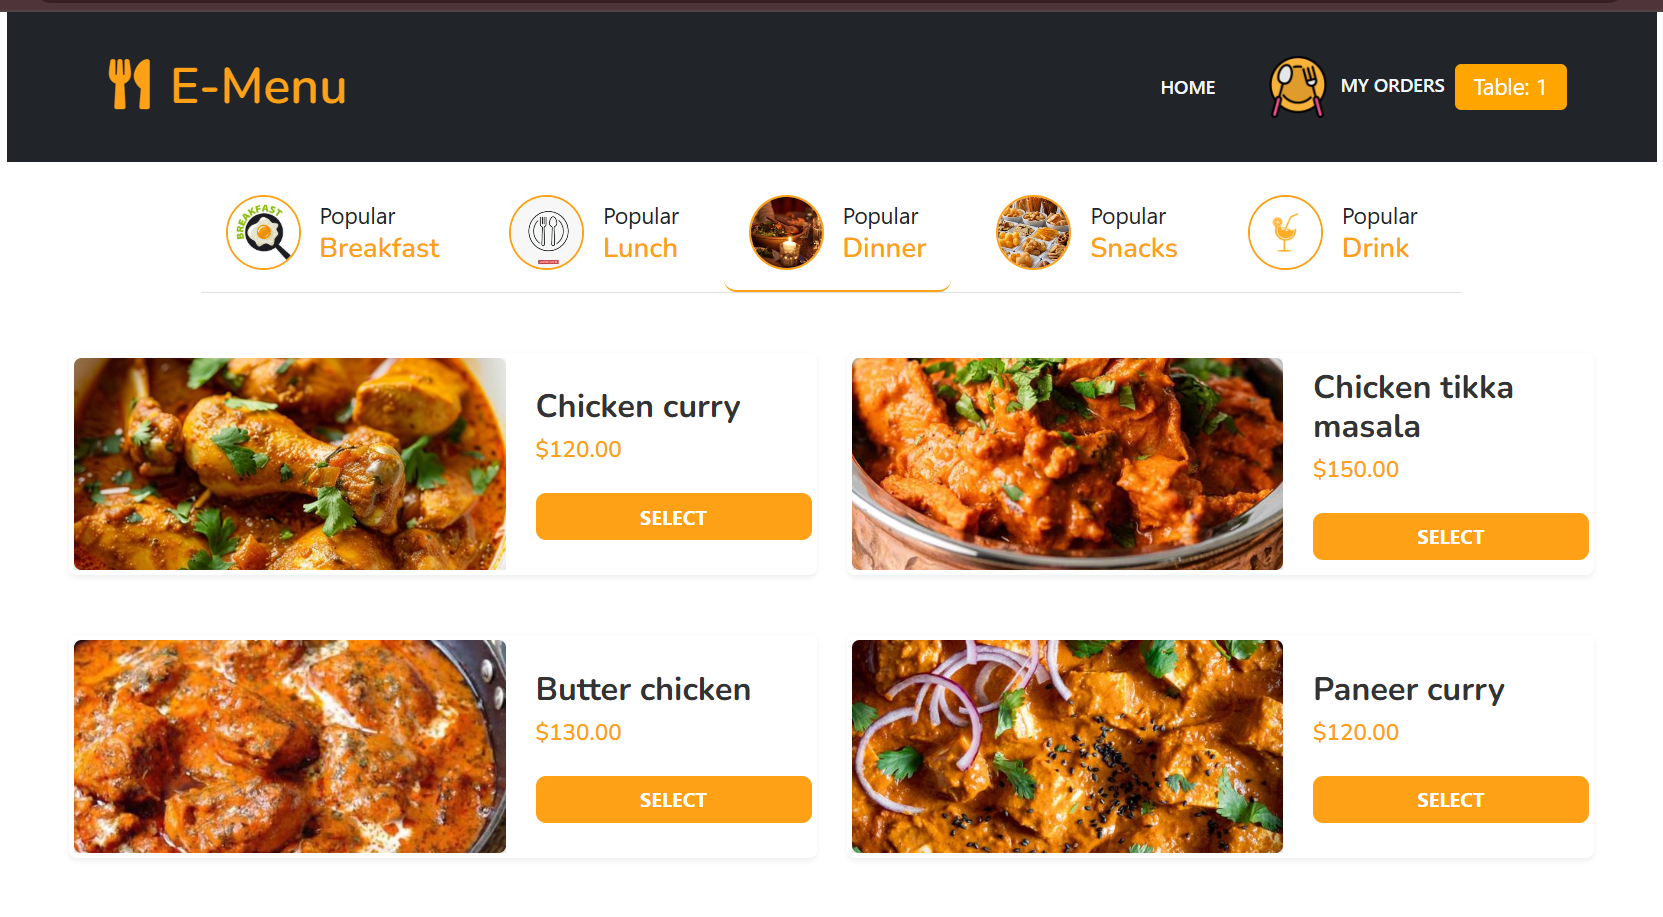 E-Menu
HOME
MY ORDERS
Table: 1
BREAKFAST
Popular
Breakfast
Popular
Lunch
Popular
Dinner
Popular
Snacks
Popular
Drink
Chicken curry
$120.00
SELECT
Chicken tikka
masala
$150.00
SELECT
Butter chicken
$130.00
SELECT
Paneer curry
$120.00
SELECT